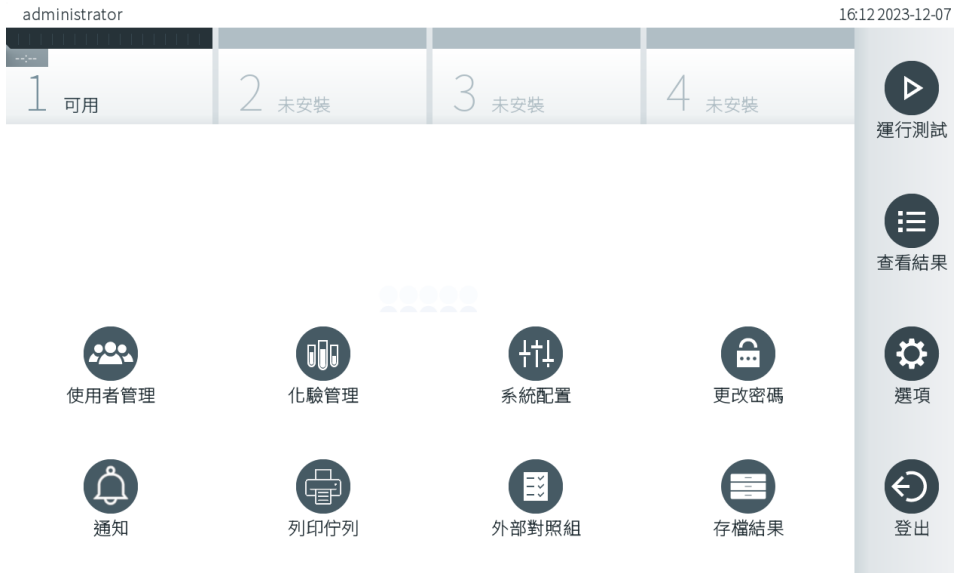 administrator
16:12 2023-12-07
--:--
1 可用
2 未安裝
3 未安裝
4 未安裝
運行測試
查看結果
使用者管理
化驗管理
系統配置
更改密碼
選項
通知
列印佇列
外部對照組
存檔結果
登出